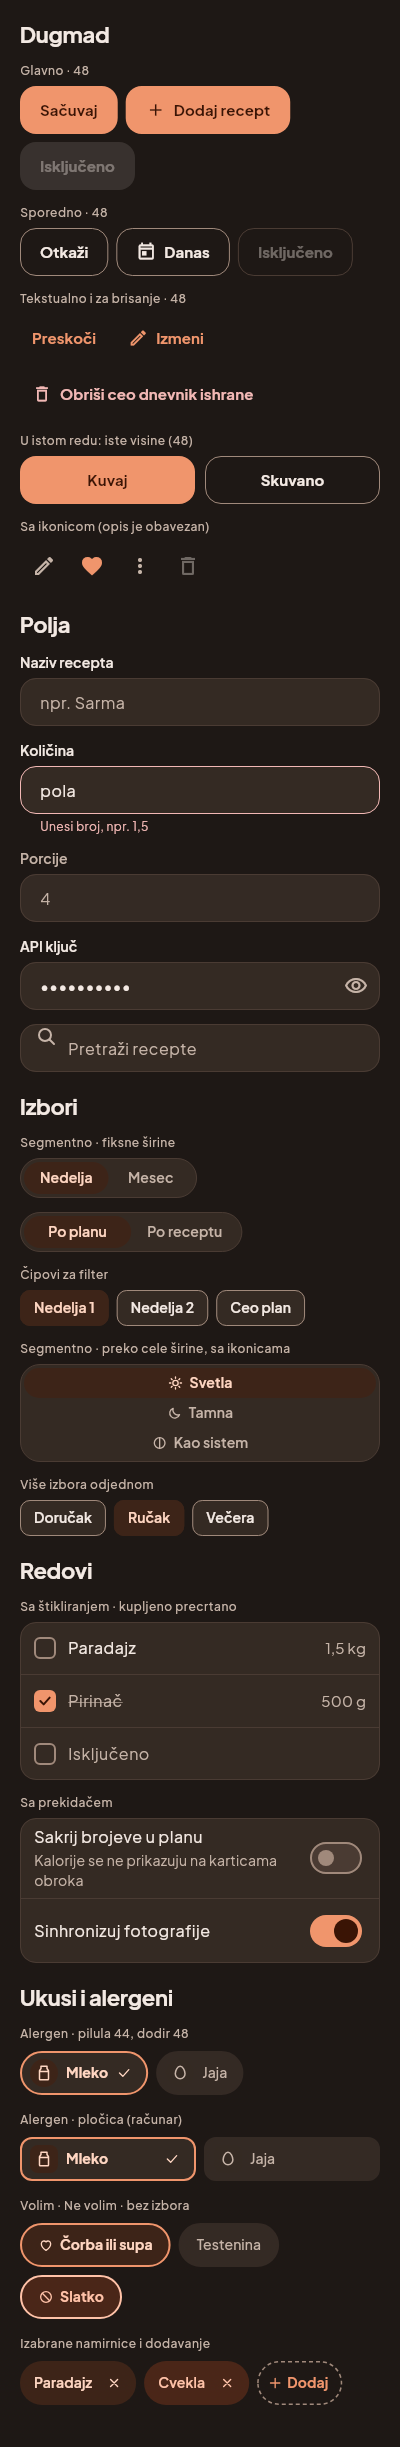 Dugmad
Glavno · 48
Sačuvaj
Dodaj recept
Isključeno
Sporedno · 48
Otkaži
Danas
Isključeno
Tekstualno i za brisanje · 48
Preskoči
Izmeni
Obriši ceo dnevnik ishrane
U istom redu: iste visine (48)
Kuvaj
Skuvano
Sa ikonicom (opis je obavezan)
Polja
Naziv recepta
npr. Sarma
Količina
pola
Unesi broj, npr. 1,5
Porcije
4
API ključ
••••••••••
Pretraži recepte
Izbori
Segmentno · fiksne širine
Nedelja
Mesec
Po planu
Po receptu
Čipovi za filter
Nedelja 1
Nedelja 2
Ceo plan
Segmentno · preko cele širine, sa ikonicama
Svetla
Tamna
Kao sistem
Više izbora odjednom
Doručak
Ručak
Večera
Redovi
Sa štikliranjem · kupljeno precrtano
Paradajz
1,5 kg
Pirinač
500 g
Isključeno
Sa prekidačem
Sakrij brojeve u planu
Kalorije se ne prikazuju na karticama
obroka
Sinhronizuj fotografije
Ukusi i alergeni
Alergen · pilula 44, dodir 48
Mleko
Jaja
Alergen · pločica (računar)
Mleko
Jaja
Volim · Ne volim · bez izbora
Čorba ili supa
Testenina
Slatko
Izabrane namirnice i dodavanje
Paradajz
Cvekla
Dodaj